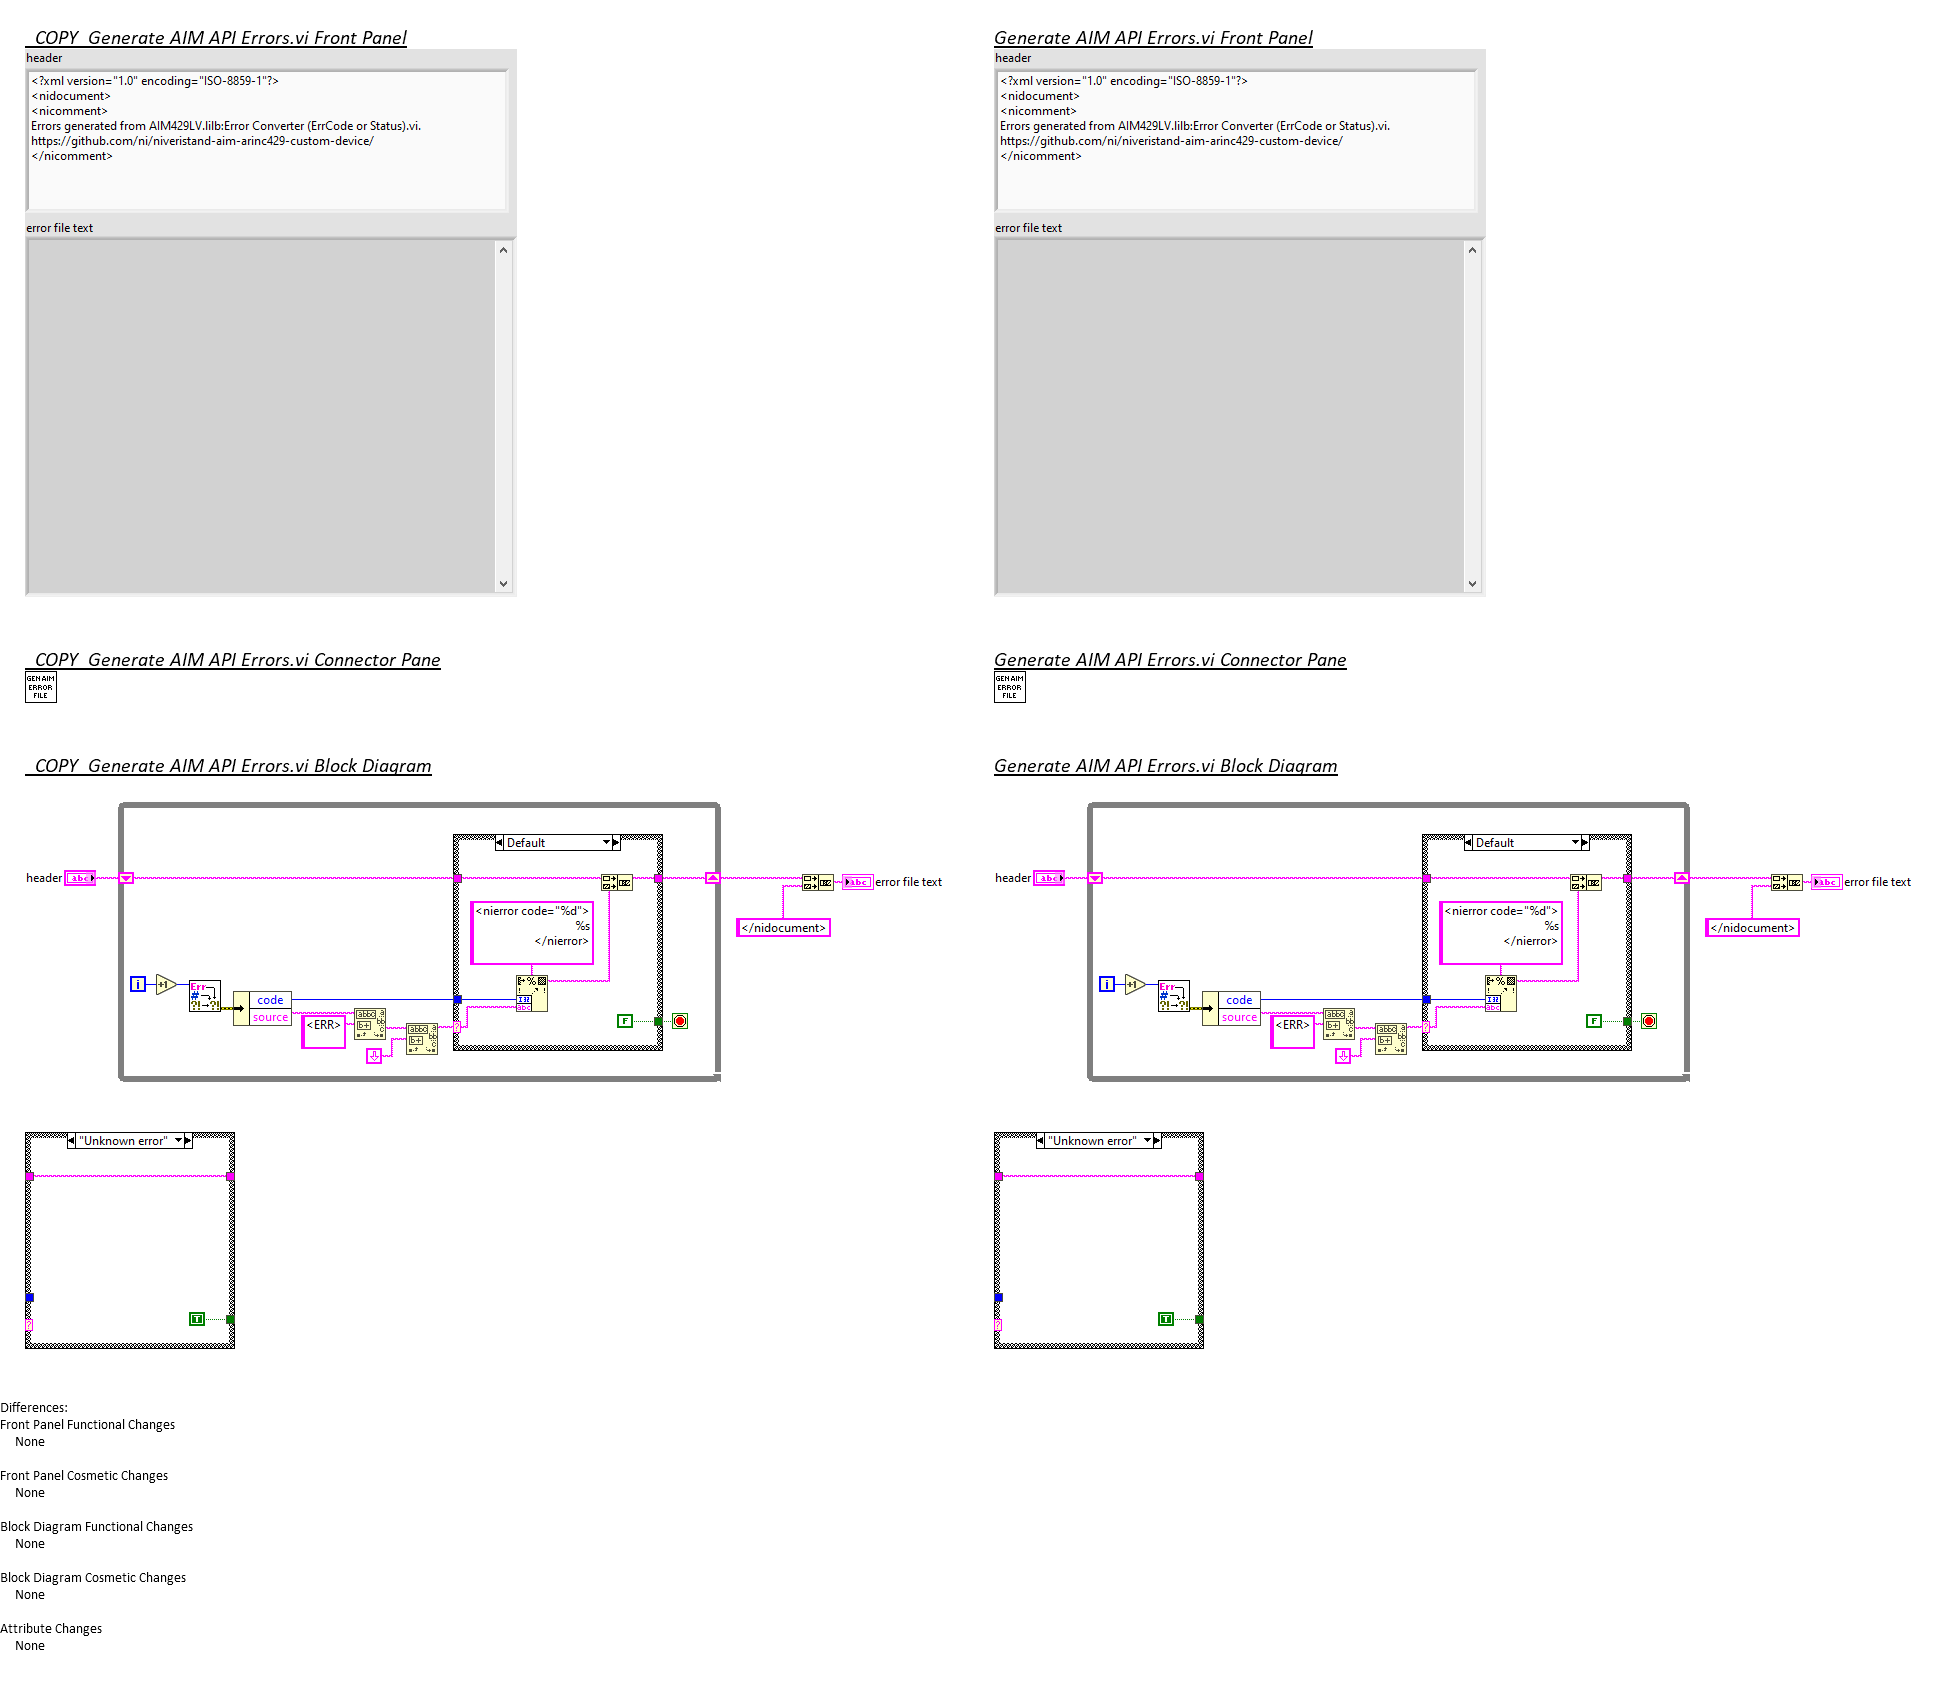 COPY  Generate AIM API Errors.vi Front Panel
header
<?xml version="1.0" encoding="ISO-8859-1"?>
<nidocument>
<nicomment>
Errors generated from AIM429LV.lilb:Error Converter (ErrCode or Status).vi.
https://github.com/ni/niveristand-aim-arinc429-custom-device/
</nicomment>
error file text
Generate AIM API Errors.vi Front Panel
header
<?xml version="1.0" encoding="ISO-8859-1"?>
<nidocument>
<nicomment>
Errors generated from AIM429LV.lilb:Error Converter (ErrCode or Status).vi.
https://github.com/ni/niveristand-aim-arinc429-custom-device/
</nicomment>
error file text
COPY  Generate AIM API Errors.vi Connector Pane
GEN AIM
ERROR
FILE
Generate AIM API Errors.vi Connector Pane
GEN AIM
ERROR
FILE
COPY  Generate AIM API Errors.vi Block Diagram
Default
header
abc
abc
error file text
<nierror code="%d">
%s
</nierror>
</nidocument>
i
+1
Err
#
?!
?!
code
source
<ERR>
F
Generate AIM API Errors.vi Block Diagram
Default
header
abc
abc
error file text
<nierror code="%d">
%s
</nierror>
</nidocument>
i
+1
Err
#
?!
?!
code
source
<ERR>
F
"Unknown error"
?
T
"Unknown error"
?
T
Differences:
Front Panel Functional Changes
None
Front Panel Cosmetic Changes
None
Block Diagram Functional Changes
None
Block Diagram Cosmetic Changes
None
Attribute Changes
None